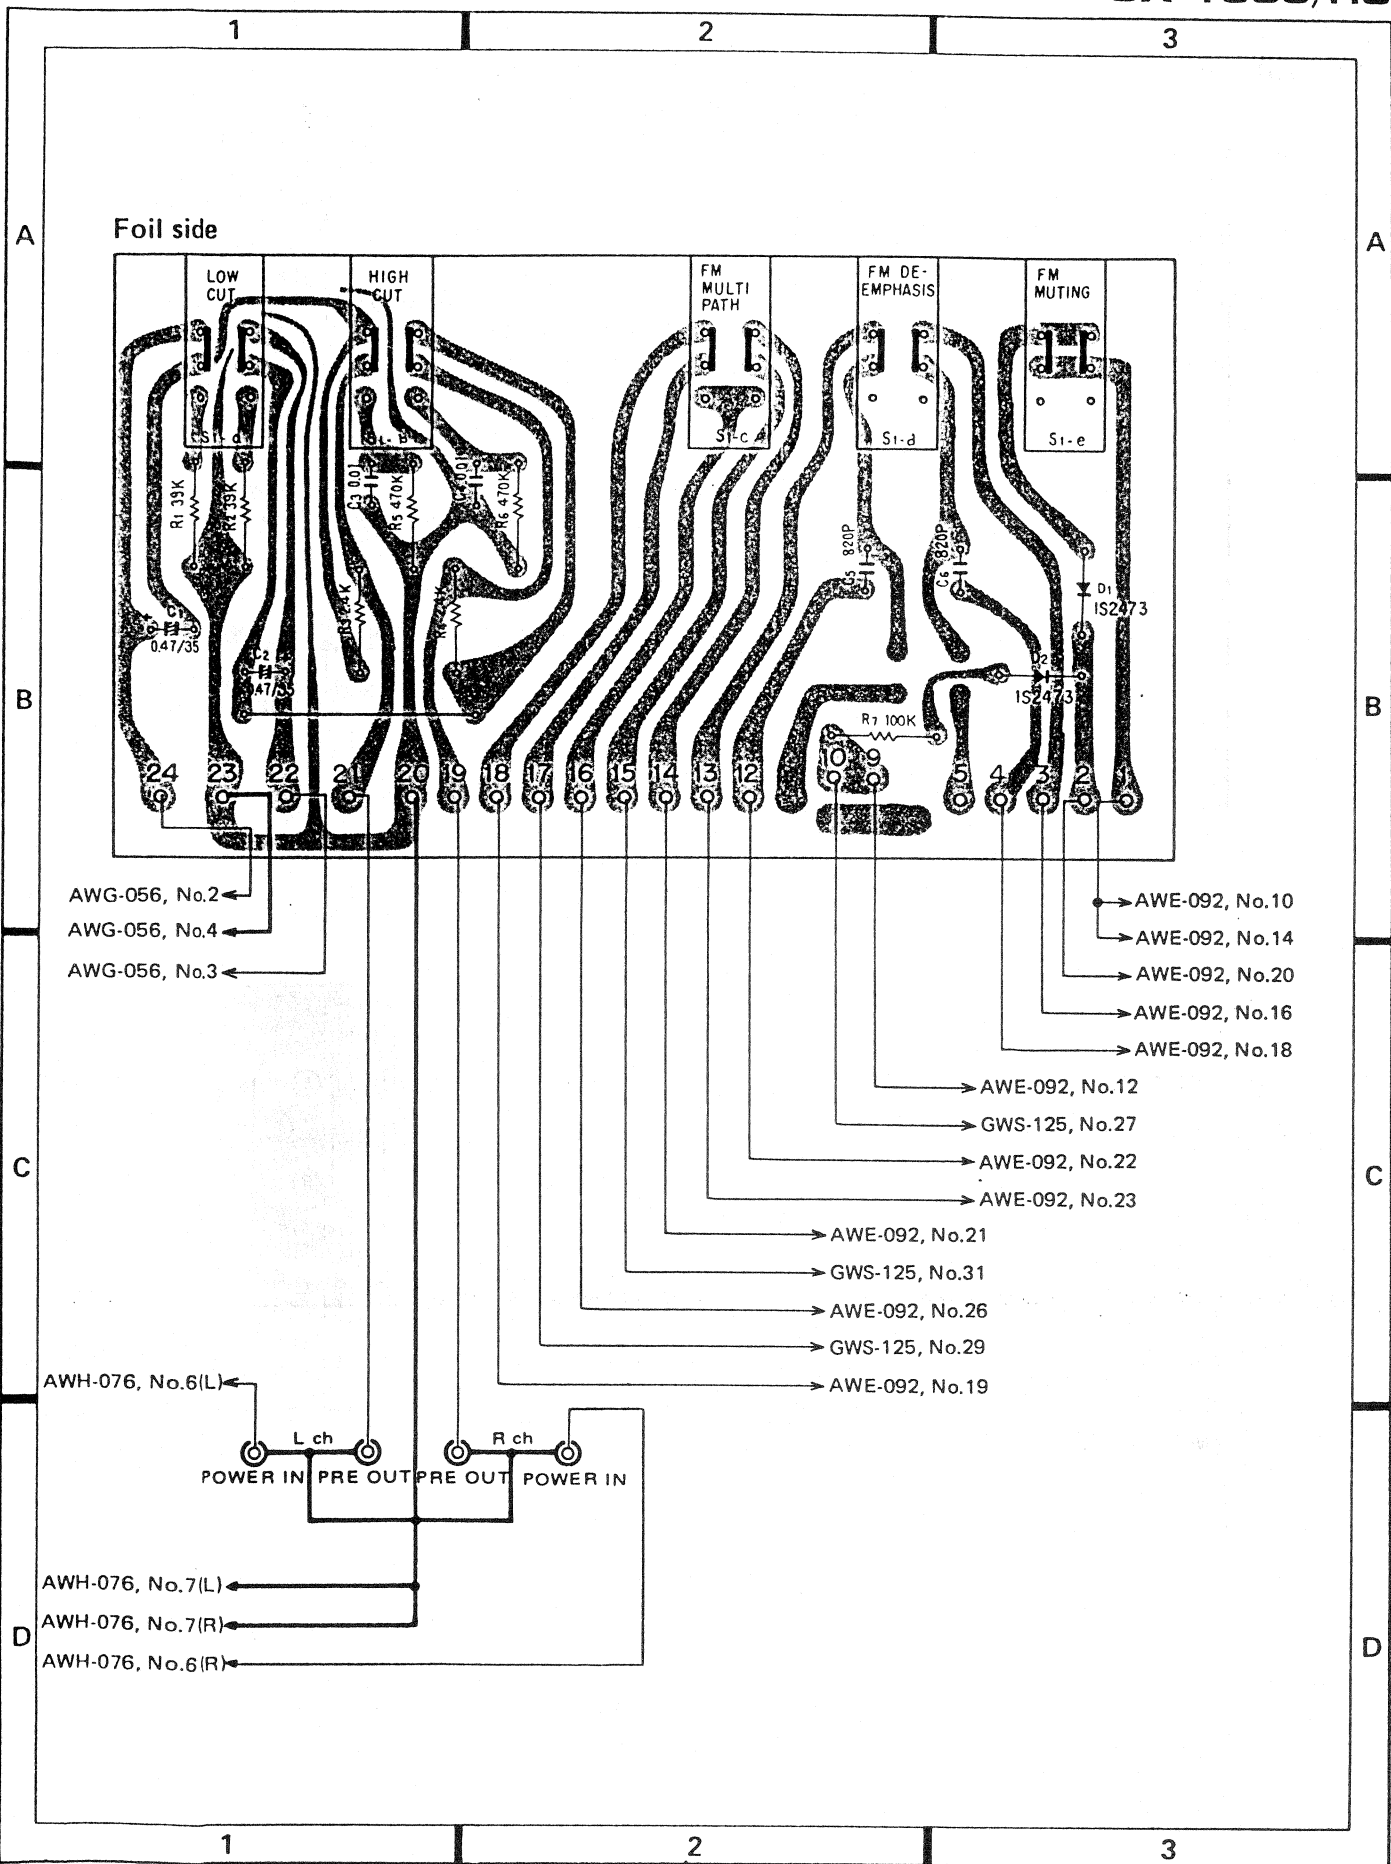 1
2
3
A
A
Foil side
LOW
CUT
HIGH
CUT
FM
MULTI
PATH
FM DE-
EMPHASIS
FM
MUTING
S1-c
S1-d
S1-e
R1 39K
R2 39K
C3 0.01
R5 470K
R6 470K
C5 820P
C6 820P
D1
1S2473
0.47/35
C2
0.47/35
D2
1S2473
R7 100K
B
B
24 23 22 21 20 19 18 17 16 15 14 13 12 10 9 5 4 3 2 1
AWG-056, No.2
AWG-056, No.4
AWG-056, No.3
AWE-092, No.10
AWE-092, No.14
AWE-092, No.20
AWE-092, No.16
AWE-092, No.18
AWE-092, No.12
GWS-125, No.27
AWE-092, No.22
AWE-092, No.23
C
C
AWE-092, No.21
GWS-125, No.31
AWE-092, No.26
GWS-125, No.29
AWE-092, No.19
AWH-076, No.6(L)
L ch
R ch
POWER IN
PRE OUT
PRE OUT
POWER IN
AWH-076, No.7(L)
AWH-076, No.7(R)
AWH-076, No.6(R)
D
D
1
2
3